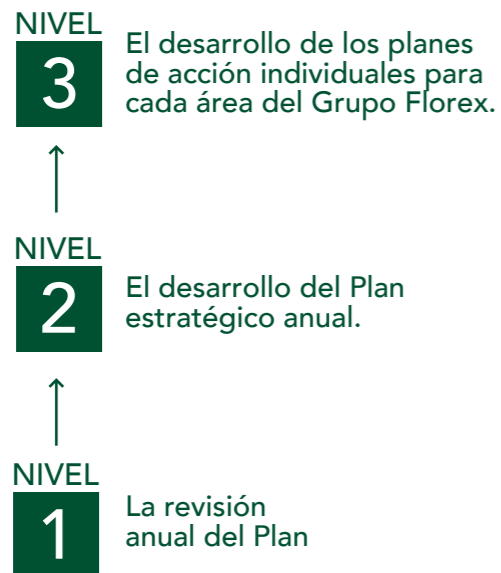 NIVEL
3
El desarrollo de los planes
de acción individuales para
cada área del Grupo Florex.
NIVEL
2
El desarrollo del Plan
estratégico anual.
NIVEL
1
La revisión
anual del Plan